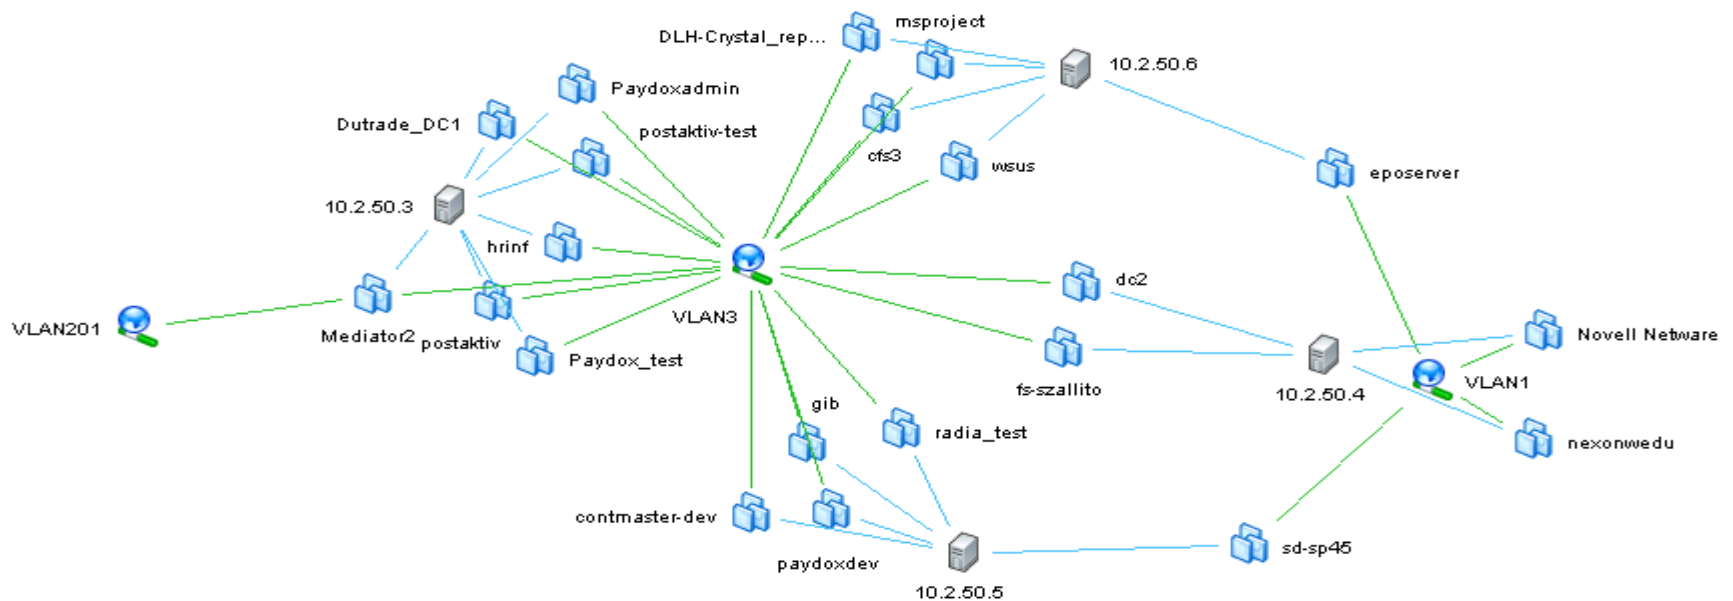 msproject
DLH-Crystal_rep...
10.2.50.6
Paydoxadmin
Dutrade_DC1
postaktiv-test
cfs3
wsus
eposerver
10.2.50.3
hrinf
dc2
VLAN201
Mediator2
postaktiv
VLAN3
Paydox_test
Novell Netware
fs-szallito
10.2.50.4
VLAN1
gib
radia_test
nexonwedu
contmaster-dev
sd-sp45
paydoxdev
10.2.50.5